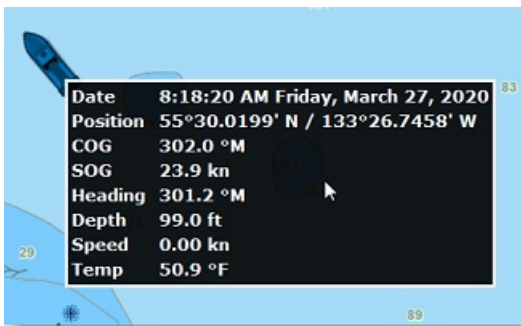 83
Date 8:18:20 AM Friday, March 27, 2020
Position 55°30.0199' N / 133°26.7458' W
COG 302.0 °M
SOG 23.9 kn
Heading 301.2 °M
Depth 99.0 ft
Speed 0.00 kn
29
Temp 50.9 °F
89